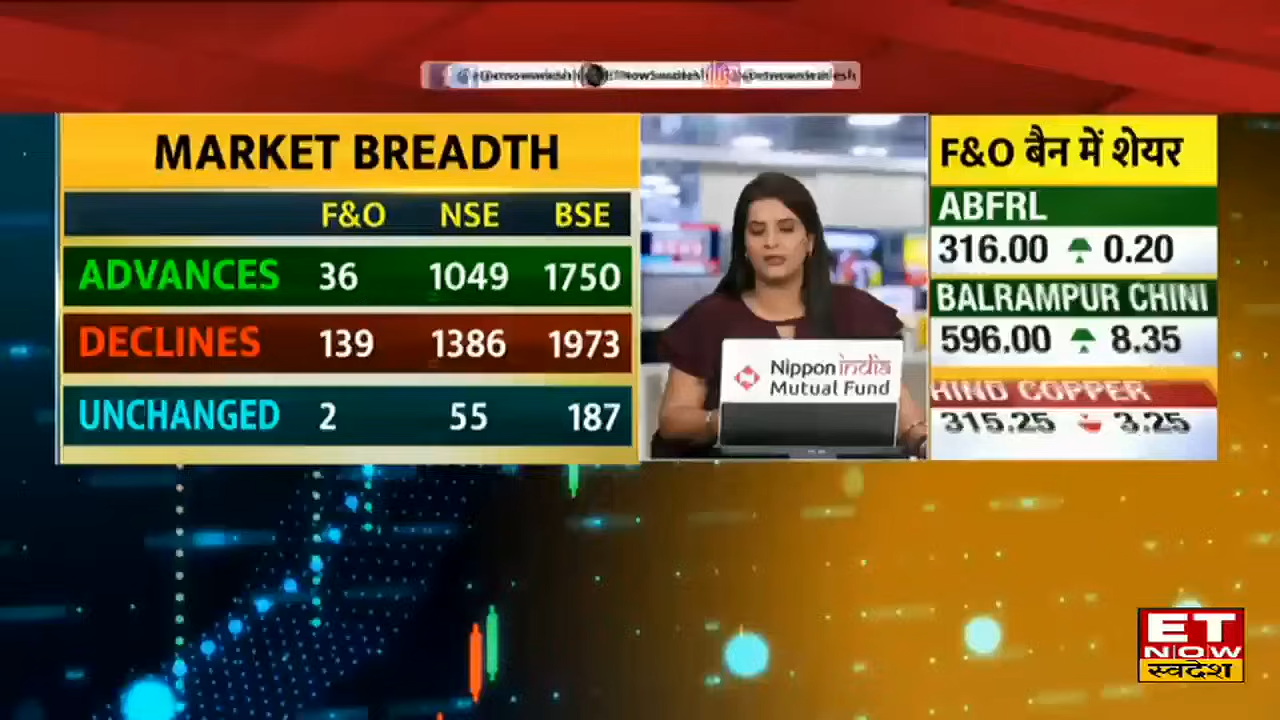 MARKET BREADTH
F&O NSE BSE
ADVANCES 36 1049 1750
DECLINES 139 1386 1973
UNCHANGED 2 55 187
Nippon india
Mutual Fund
F&O बैन में शेयर
ABFRL
316.00 0.20
BALRAMPUR CHINI
596.00 8.35
HIND COPPER
315.25 3.25
ET
NOW
स्वदेश